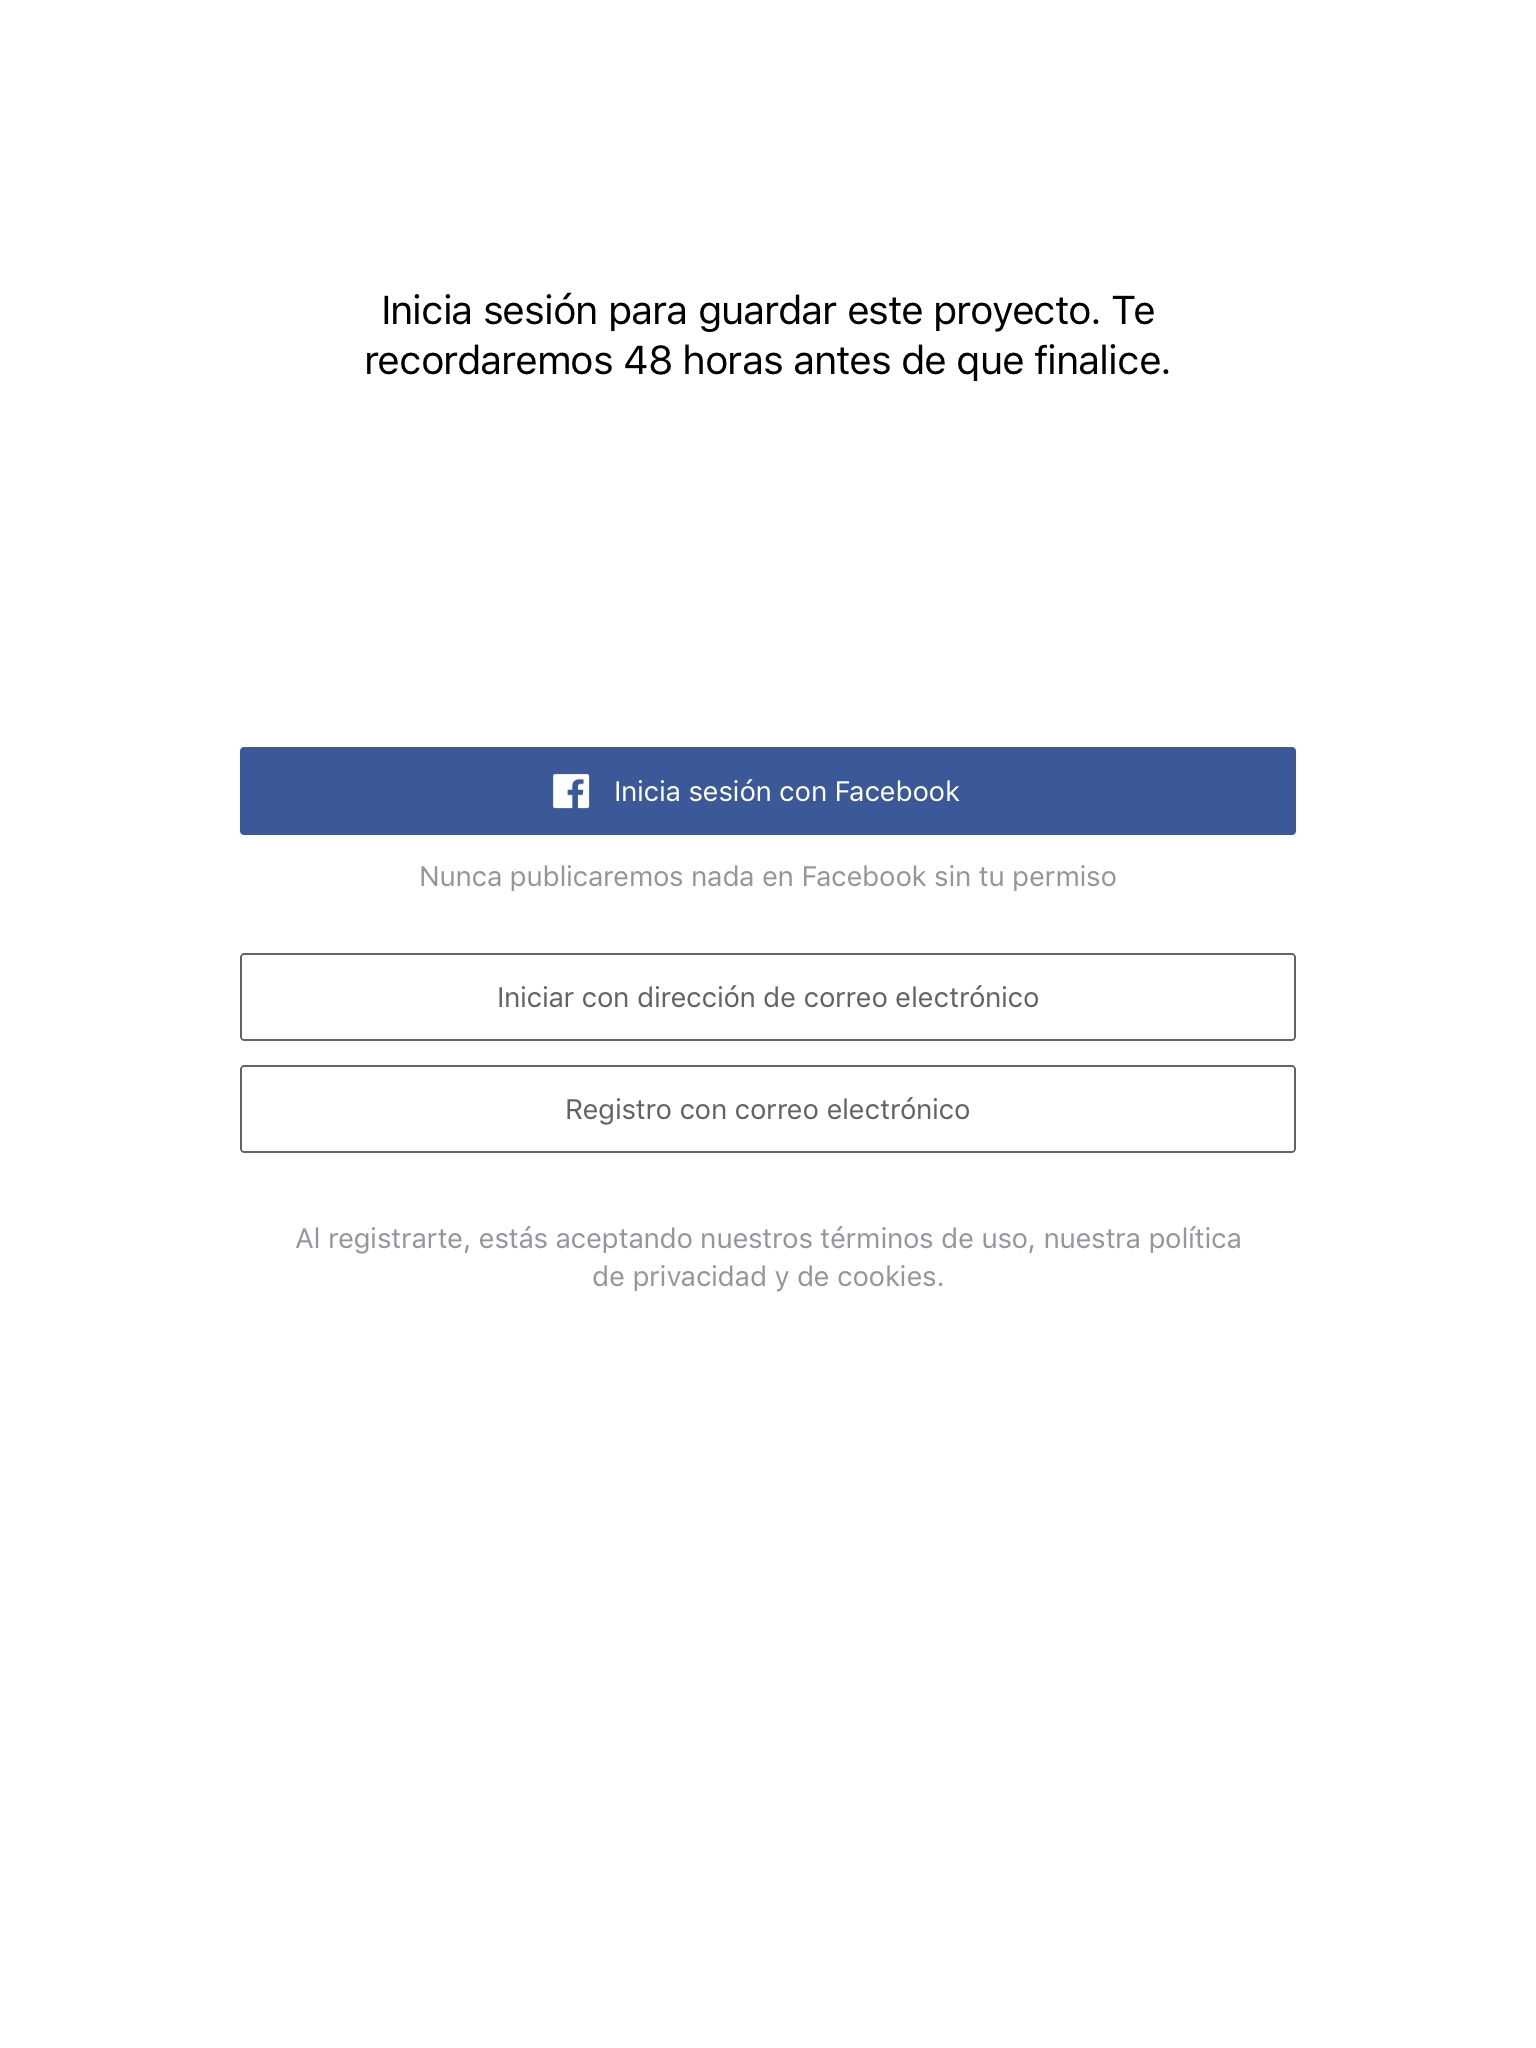 Inicia sesión para guardar este proyecto. Te
recordaremos 48 horas antes de que finalice.
Inicia sesión con Facebook
Nunca publicaremos nada en Facebook sin tu permiso
Iniciar con dirección de correo electrónico
Registro con correo electrónico
Al registrarte, estás aceptando nuestros términos de uso, nuestra política
de privacidad y de cookies.